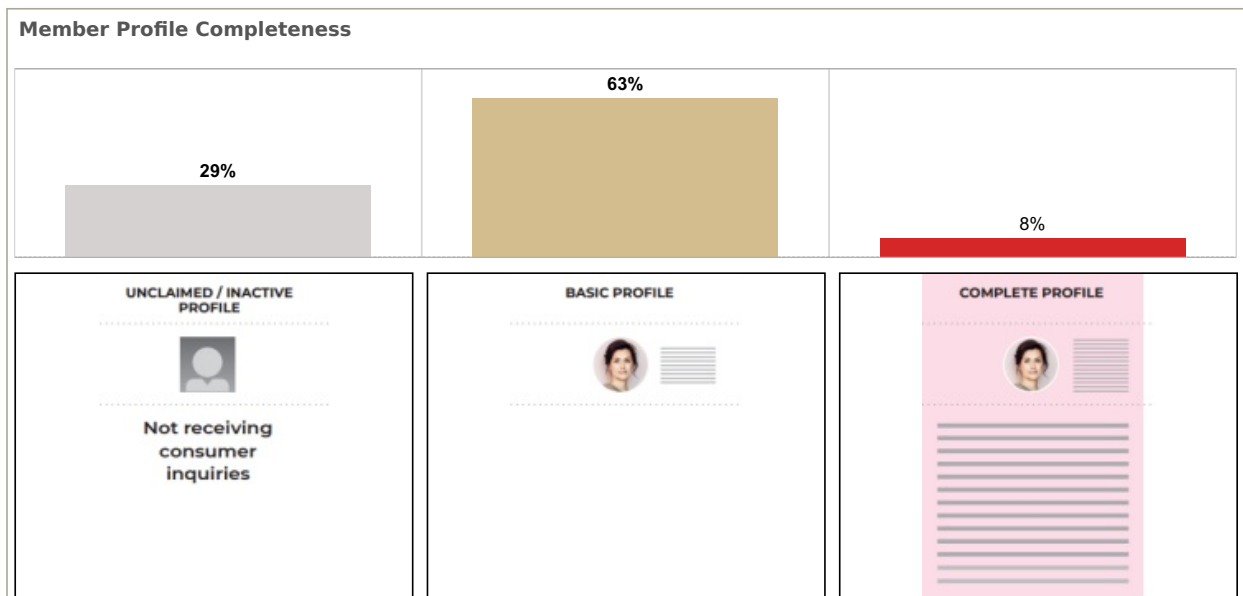 Member Profile Completeness
63%
29%
8%
UNCLAIMED / INACTIVE
PROFILE
Not receiving
consumer
inquiries
BASIC PROFILE
COMPLETE PROFILE